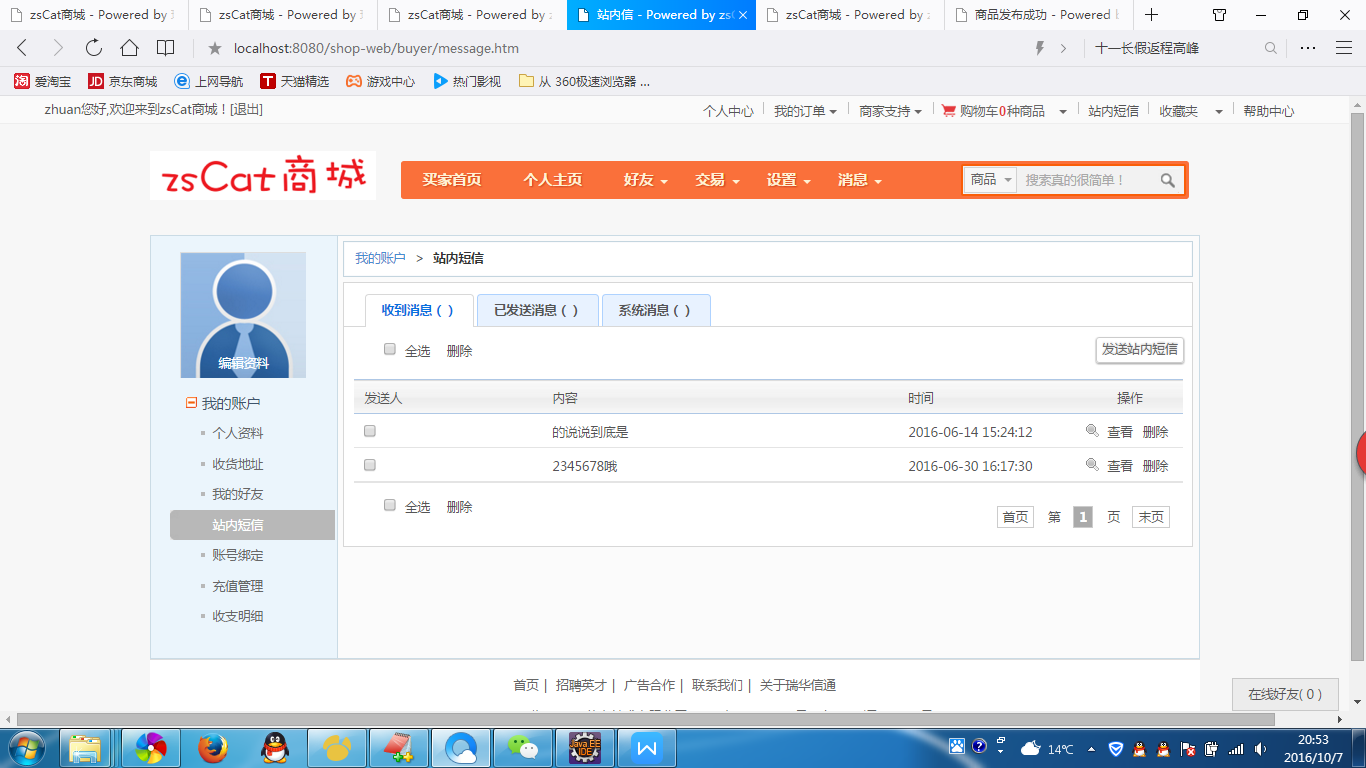 zsCat商城 - Powered by
zsCat商城 - Powered by
zsCat商城 - Powered by z
站内信 - Powered by zsC
zsCat商城 - Powered by z
商品发布成功 - Powered b
localhost:8080/shop-web/buyer/message.htm
十一长假返程高峰
爱淘宝
京东商城
上网导航
天猫精选
游戏中心
热门影视
从 360极速浏览器 ...
zhuan您好,欢迎来到zsCat商城！[退出]
个人中心
我的订单
商家支持
购物车0种商品
站内短信
收藏夹
帮助中心
zsCat商城
买家首页
个人主页
好友
交易
设置
消息
商品
搜索真的很简单！
编辑资料
我的账户
个人资料
收货地址
我的好友
站内短信
账号绑定
充值管理
收支明细
我的账户 > 站内短信
收到消息 ( )
已发送消息 ( )
系统消息 ( )
全选 删除
发送站内短信
发送人 内容 时间 操作
的说说到底是 2016-06-14 15:24:12 查看 删除
2345678哦 2016-06-30 16:17:30 查看 删除
全选 删除
首页 第 1 页 末页
首页 | 招聘英才 | 广告合作 | 联系我们 | 关于瑞华信通
在线好友( 0 )
Java EE
IDE
14℃
20:53
2016/10/7